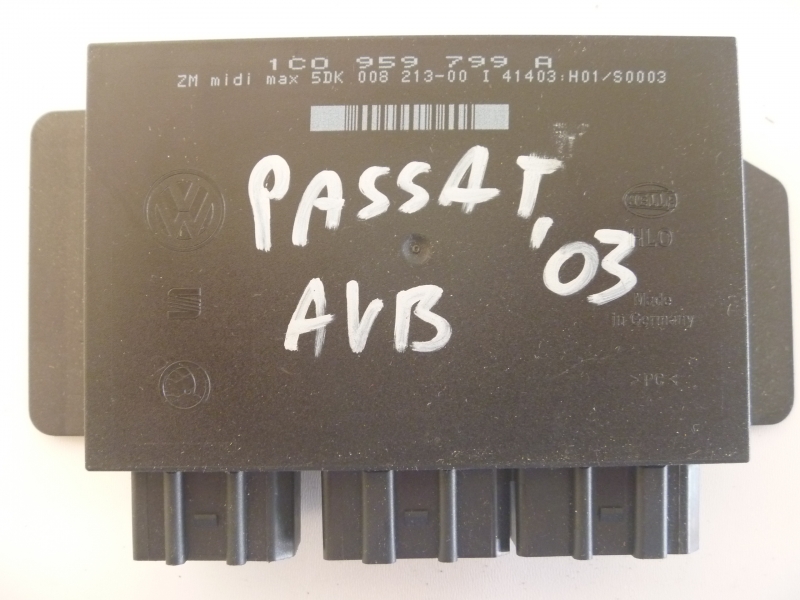 1C0 959 799 A
ZM midi max 5DK 008 213-00 I 41403:H01/S0003
PASSAT
'03
AVB
HELLA
HLO
Made
in Germany
>PC<